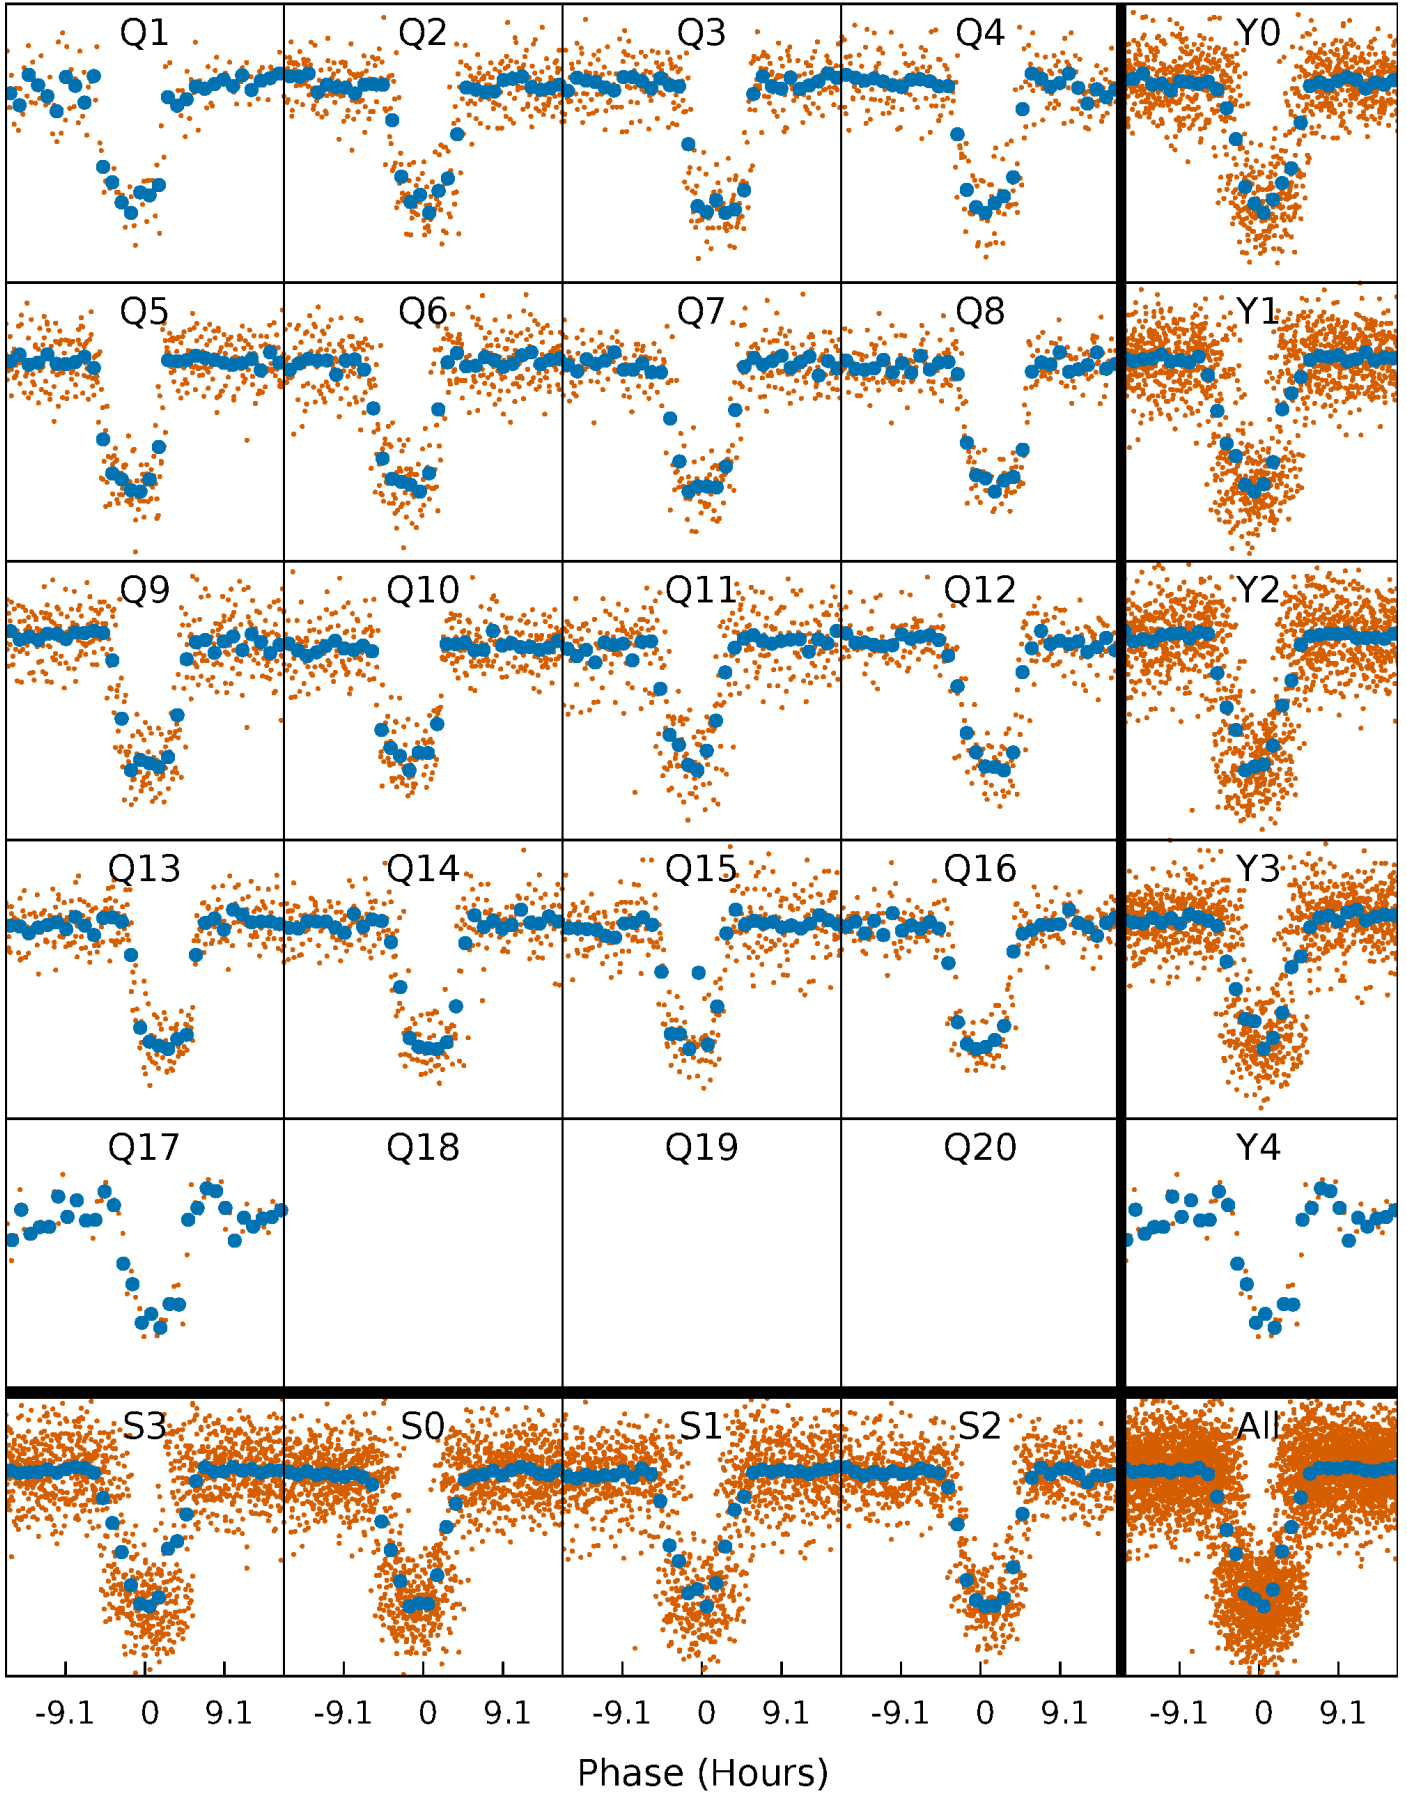 Q1 Q2 Q3 Q4 Y0
Q5 Q6 Q7 Q8 Y1
Q9 Q10 Q11 Q12 Y2
Q13 Q14 Q15 Q16 Y3
Q17 Q18 Q19 Q20 Y4
S3 S0 S1 S2 All
-9.1 0 9.1 -9.1 0 9.1 -9.1 0 9.1 -9.1 0 9.1 -9.1 0 9.1
Phase (Hours)